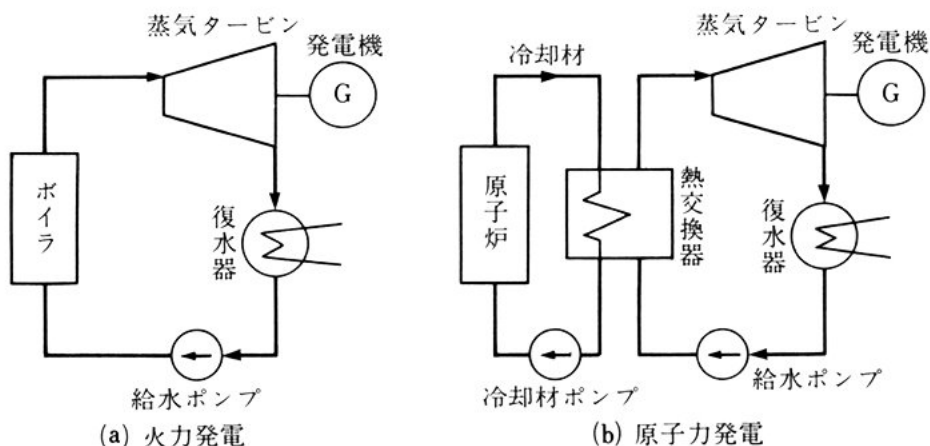 蒸気タービン
発電機
G
ボイラ
復水器
給水ポンプ
(a) 火力発電
蒸気タービン
発電機
冷却材
G
原子炉
熱交換器
復水器
冷却材ポンプ
給水ポンプ
(b) 原子力発電